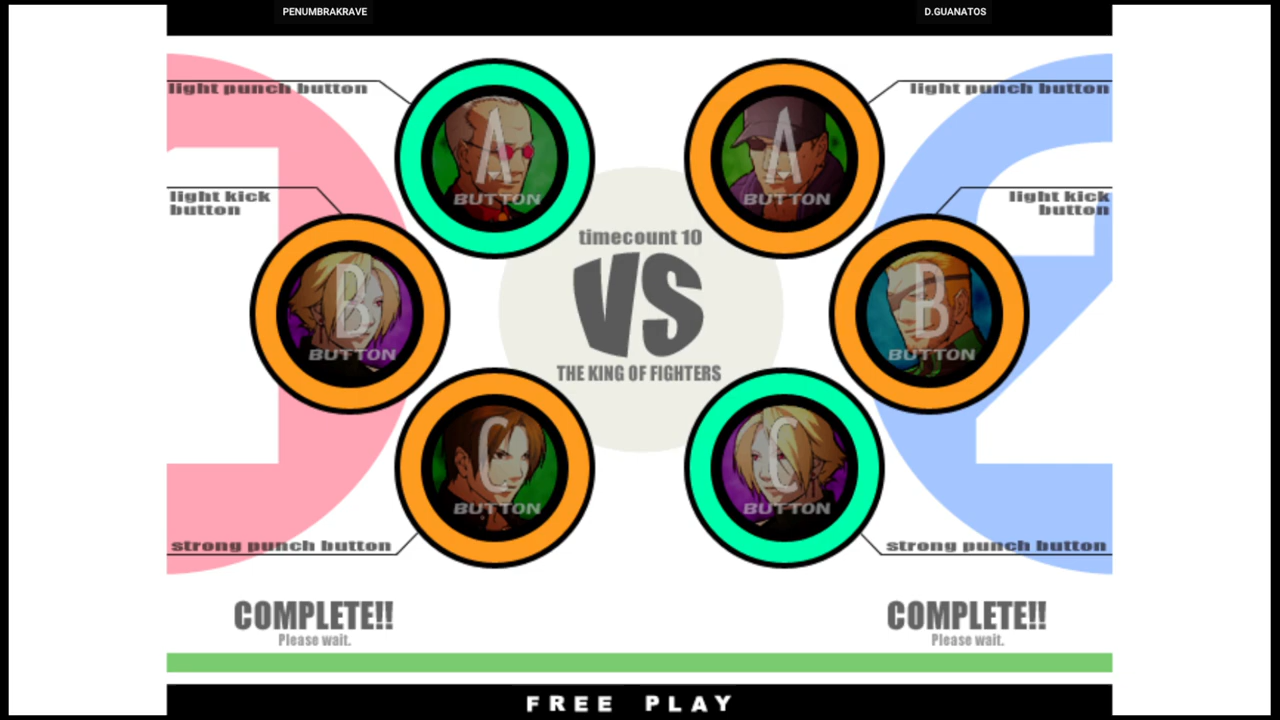 PENUMBRAKRAVE
D.GUANATOS
light punch button
light punch button
A
BUTTON
A
BUTTON
light kick
button
light kick
button
timecount 10
VS
THE KING OF FIGHTERS
B
BUTTON
B
BUTTON
C
BUTTON
C
BUTTON
strong punch button
strong punch button
COMPLETE!!
Please wait.
COMPLETE!!
Please wait.
FREE PLAY